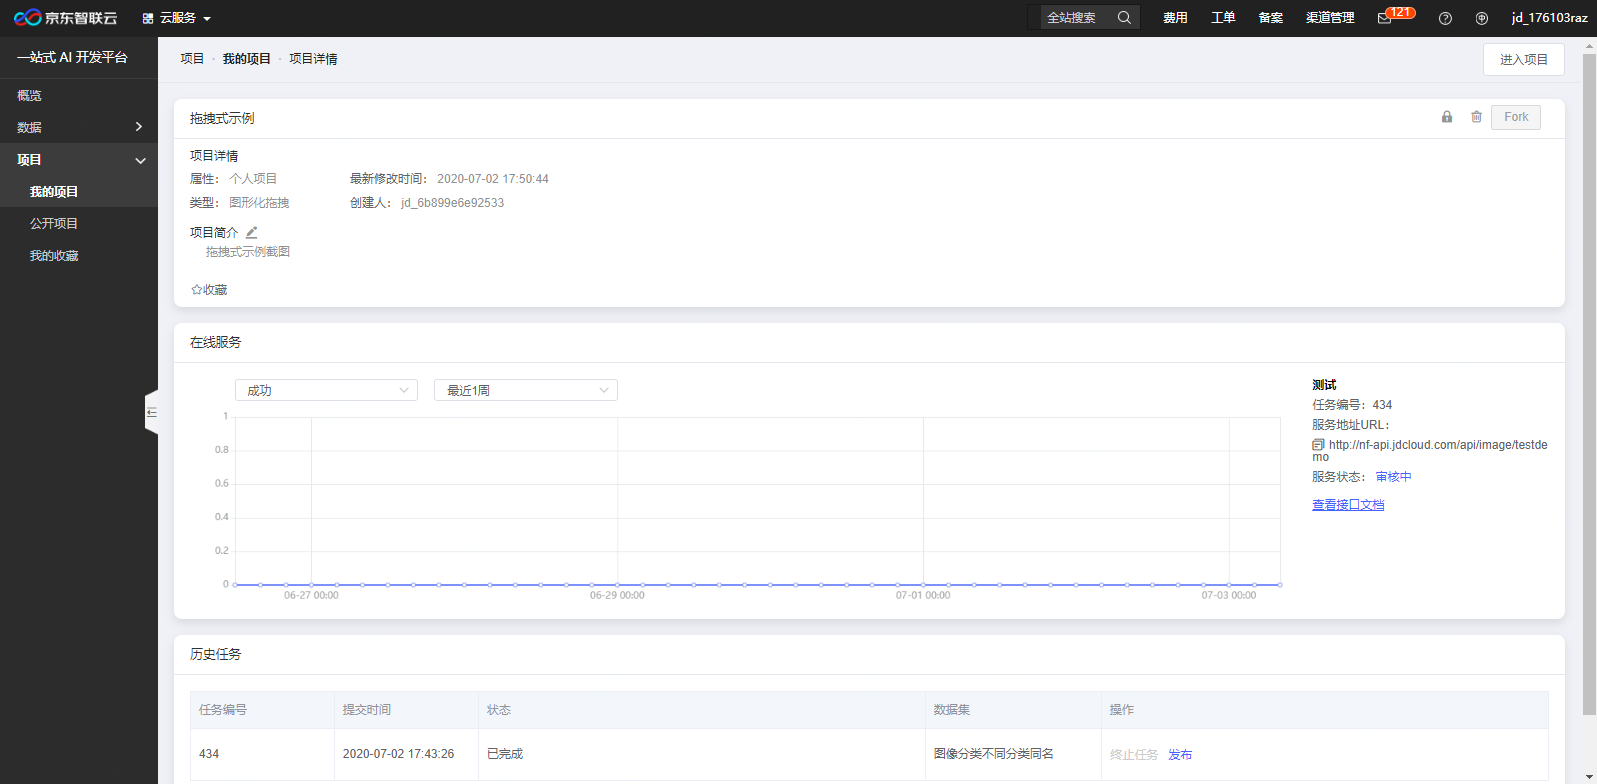 京东智联云 云服务 全站搜索 费用 工单 备案 渠道管理 121 jd_176103raz
一站式 AI 开发平台
概览
数据
项目
我的项目
公开项目
我的收藏
项目 · 我的项目 · 项目详情 进入项目
拖拽式示例 Fork
项目详情
属性： 个人项目 最新修改时间： 2020-07-02 17:50:44
类型： 图形化拖拽 创建人： jd_6b899e6e92533
项目简介
拖拽式示例截图
收藏
在线服务
成功 最近1周
1
0.8
0.6
0.4
0.2
0
06-27 00:00 06-29 00:00 07-01 00:00 07-03 00:00
测试
任务编号：434
服务地址URL：
http://nf-api.jdcloud.com/api/image/testde
mo
服务状态： 审核中
查看接口文档
历史任务
任务编号 提交时间 状态 数据集 操作
434 2020-07-02 17:43:26 已完成 图像分类不同分类同名 终止任务 发布